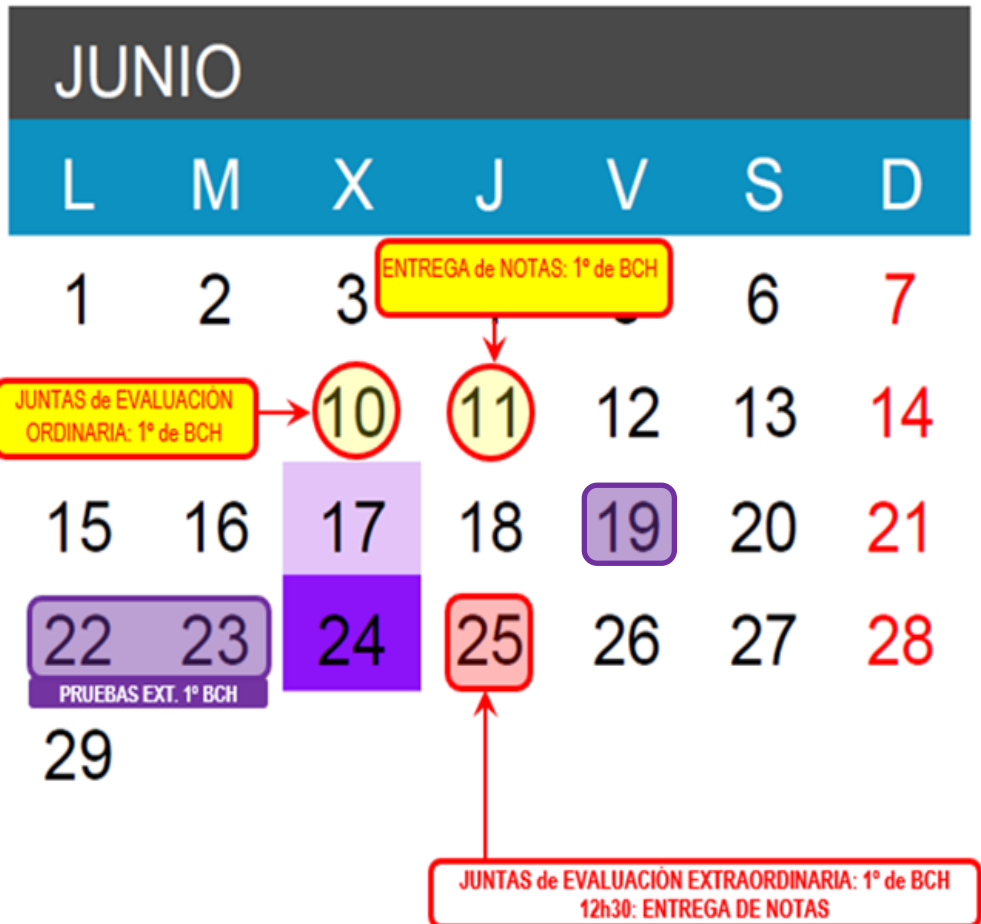 JUNIO
L M X J V S D
ENTREGA de NOTAS: 1º de BCH
1 2 3 6 7
JUNTAS de EVALUACIÓN
ORDINARIA: 1º de BCH
10 11 12 13 14
15 16 17 18 19 20 21
22 23 24 25 26 27 28
PRUEBAS EXT. 1º BCH
29
JUNTAS de EVALUACIÓN EXTRAORDINARIA: 1º de BCH
12h30: ENTREGA DE NOTAS